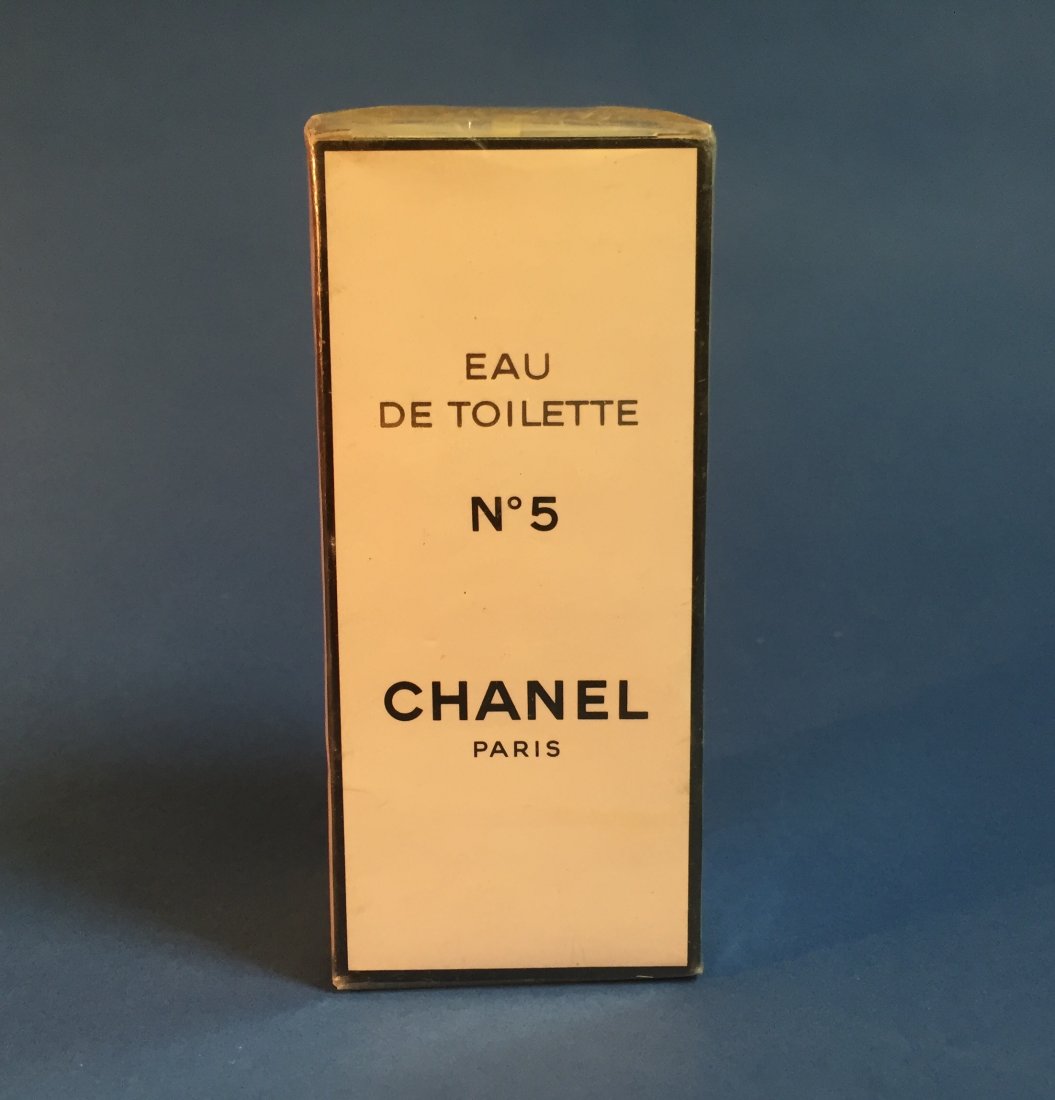 EAU
DE TOILETTE
N°5
CHANEL
PARIS